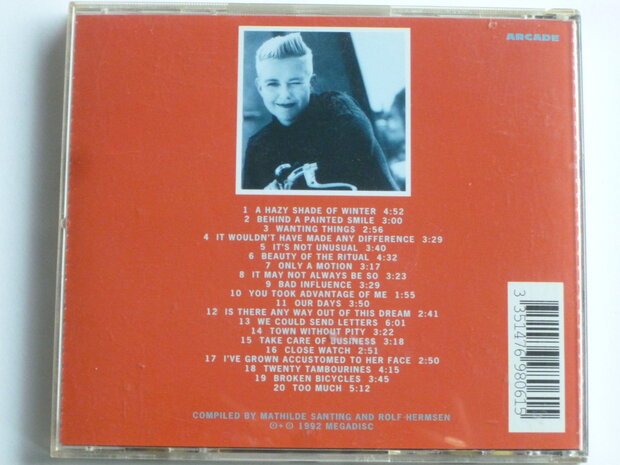 ARCADE
1 A HAZY SHADE OF WINTER 4:52
2 BEHIND A PAINTED SMILE 3:00
3 WANTING THINGS 2:56
4 IT WOULDN'T HAVE MADE ANY DIFFERENCE 3:29
5 IT'S NOT UNUSUAL 3:40
6 BEAUTY OF THE RITUAL 4:32
7 ONLY A MOTION 3:17
8 IT MAY NOT ALWAYS BE SO 3:23
9 BAD INFLUENCE 3:29
10 YOU TOOK ADVANTAGE OF ME 1:55
11 OUR DAYS 3:50
12 IS THERE ANY WAY OUT OF THIS DREAM 2:41
13 WE COULD SEND LETTERS 6:01
14 TOWN WITHOUT PITY 3:22
15 TAKE CARE OF BUSINESS 3:18
16 CLOSE WATCH 2:51
17 I'VE GROWN ACCUSTOMED TO HER FACE 2:50
18 TWENTY TAMBOURINES 4:15
19 BROKEN BICYCLES 3:45
20 TOO MUCH 5:12
COMPILED BY MATHILDE SANTING AND ROLF HERMSEN
℗+© 1992 MEGADISC
3 351476 980615